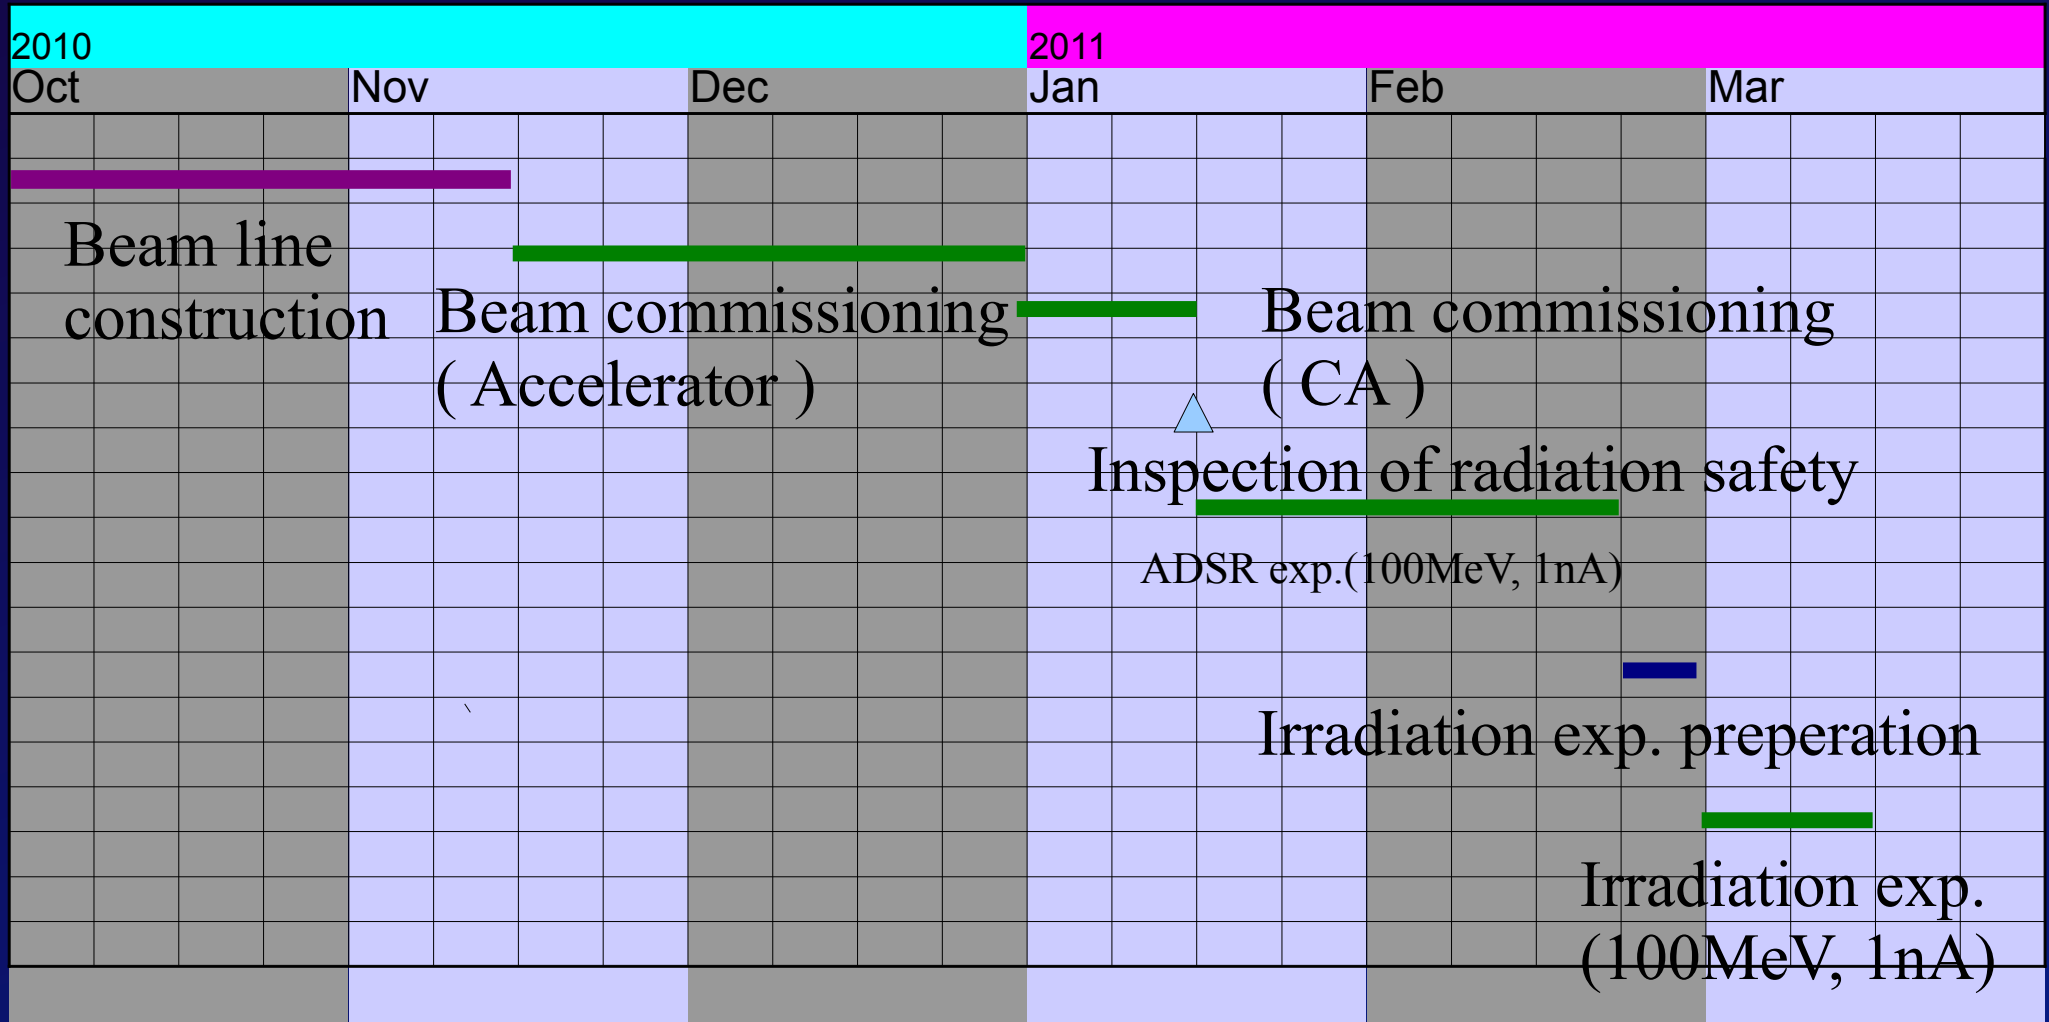 2010
2011
Oct
Nov
Dec
Jan
Feb
Mar
Beam line
construction
Beam commissioning
( Accelerator )
Beam commissioning
( CA )
Inspection of radiation safety
ADSR exp.(100MeV, 1nA)
Irradiation exp. preperation
Irradiation exp.
(100MeV, 1nA)